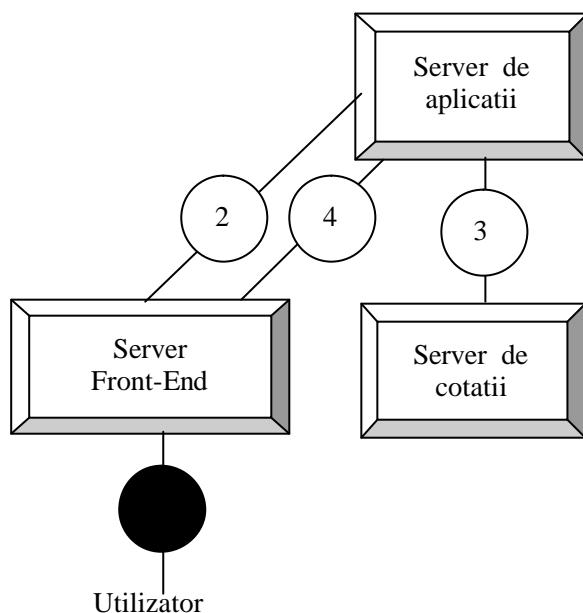 Server de
aplicatii
2
4
3
Server
Front-End
Server de
cotatii
Utilizator